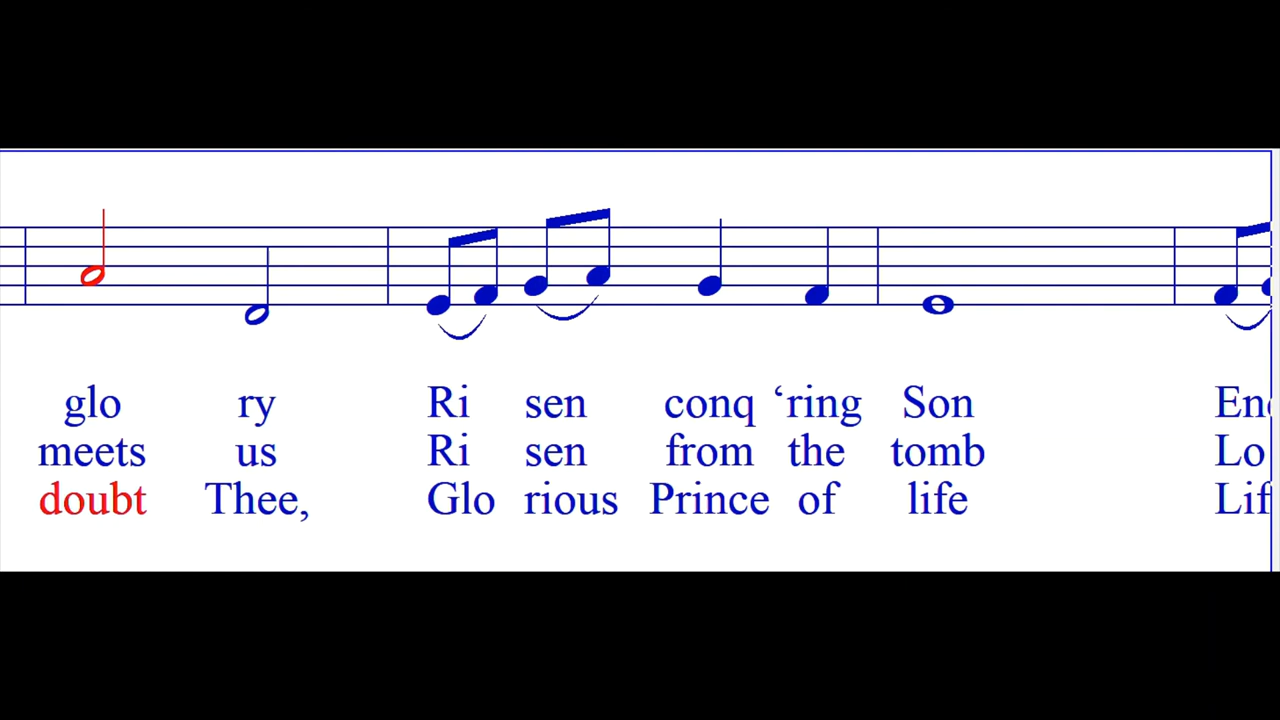 glo ry Ri sen conq ‘ring Son
meets us Ri sen from the tomb Lo
doubt Thee, Glo rious Prince of life